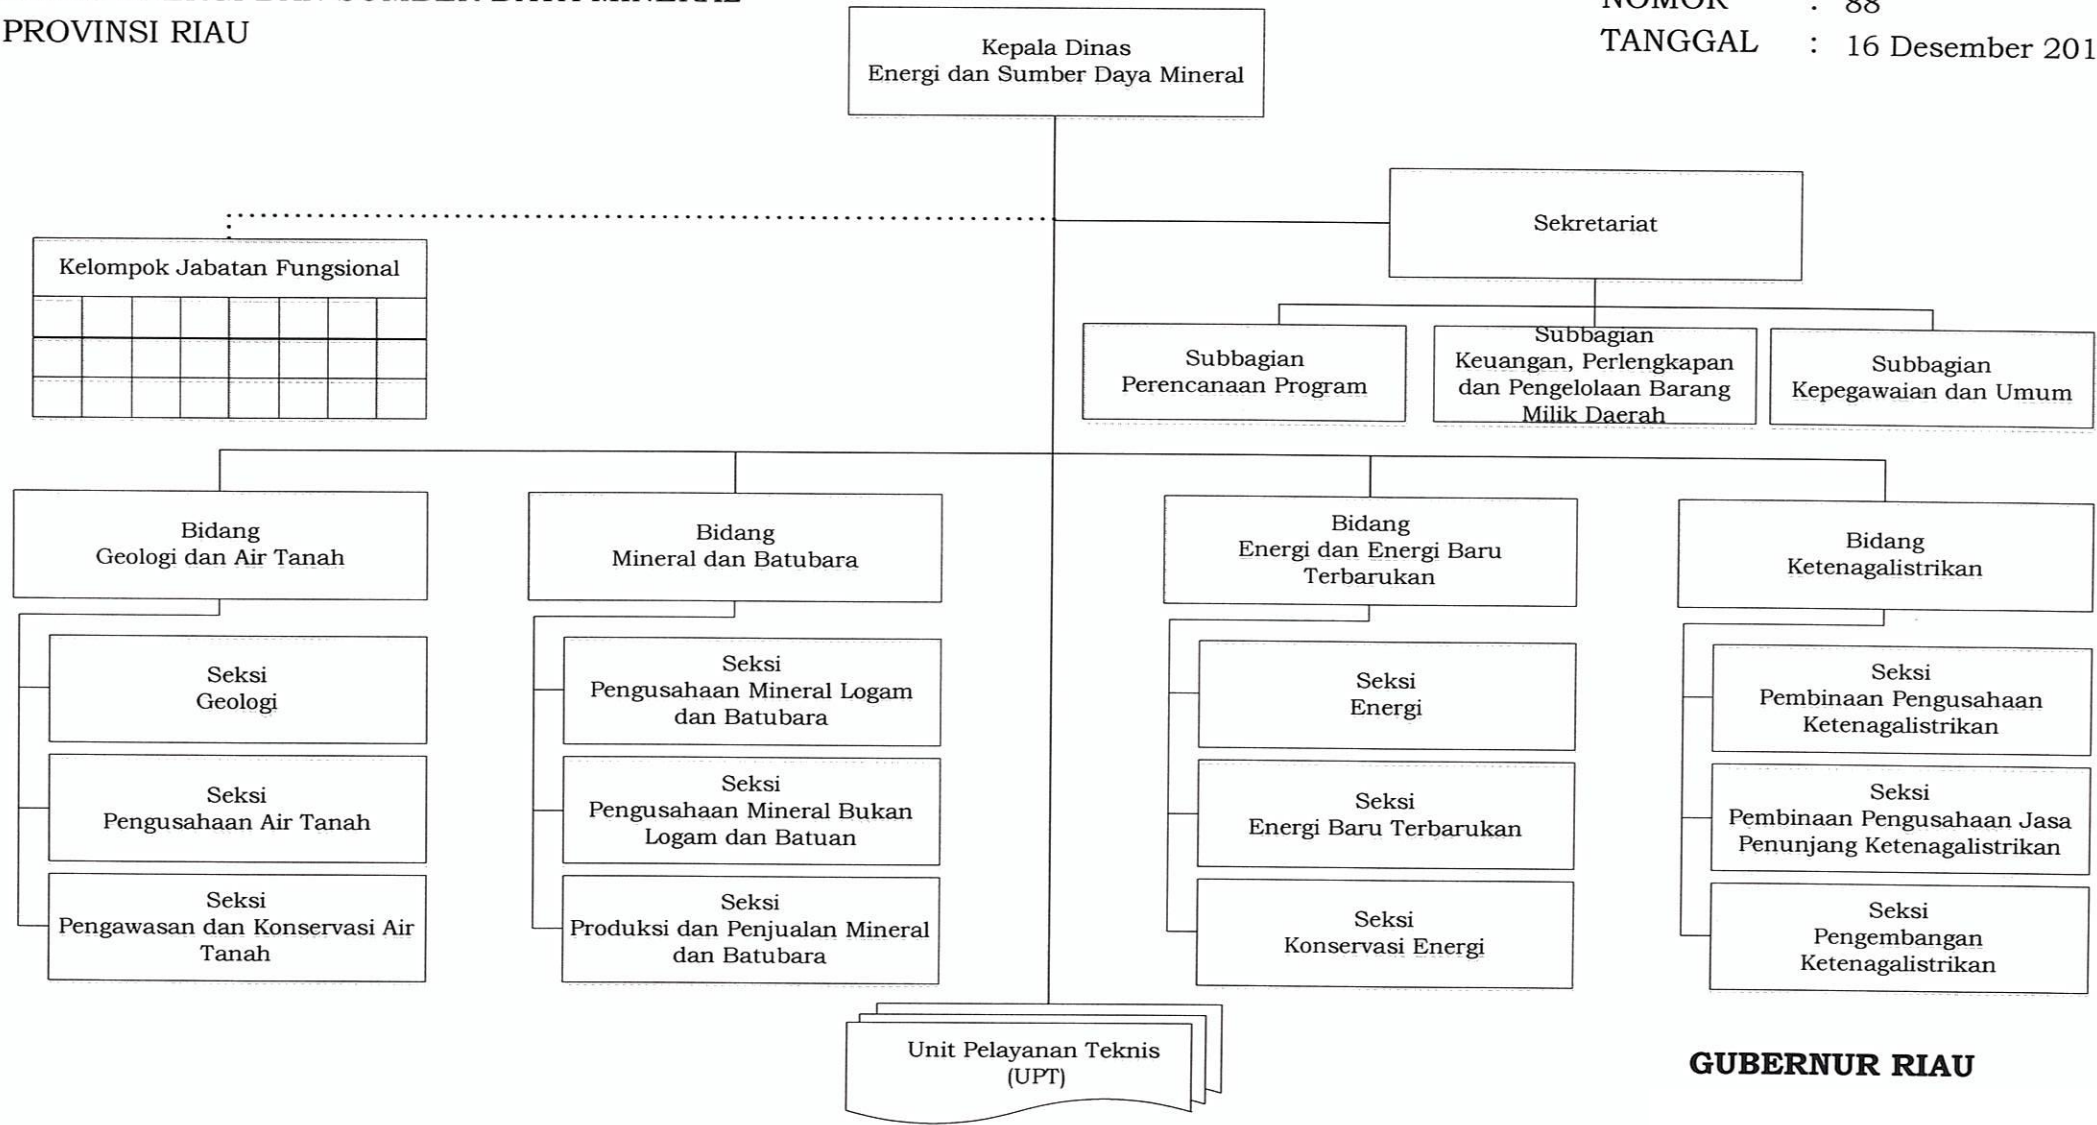 PROVINSI RIAU
NOMOR : 88
TANGGAL : 16 Desember 201
Kepala Dinas
Energi dan Sumber Daya Mineral
Sekretariat
Kelompok Jabatan Fungsional
Subbagian
Perencanaan Program
Subbagian
Keuangan, Perlengkapan
dan Pengelolaan Barang
Milik Daerah
Subbagian
Kepegawaian dan Umum
Bidang
Geologi dan Air Tanah
Bidang
Mineral dan Batubara
Bidang
Energi dan Energi Baru
Terbarukan
Bidang
Ketenagalistrikan
Seksi
Geologi
Seksi
Pengusahaan Air Tanah
Seksi
Pengawasan dan Konservasi Air
Tanah
Seksi
Pengusahaan Mineral Logam
dan Batubara
Seksi
Pengusahaan Mineral Bukan
Logam dan Batuan
Seksi
Produksi dan Penjualan Mineral
dan Batubara
Seksi
Energi
Seksi
Energi Baru Terbarukan
Seksi
Konservasi Energi
Seksi
Pembinaan Pengusahaan
Ketenagalistrikan
Seksi
Pembinaan Pengusahaan Jasa
Penunjang Ketenagalistrikan
Seksi
Pengembangan
Ketenagalistrikan
Unit Pelayanan Teknis
(UPT)
GUBERNUR RIAU